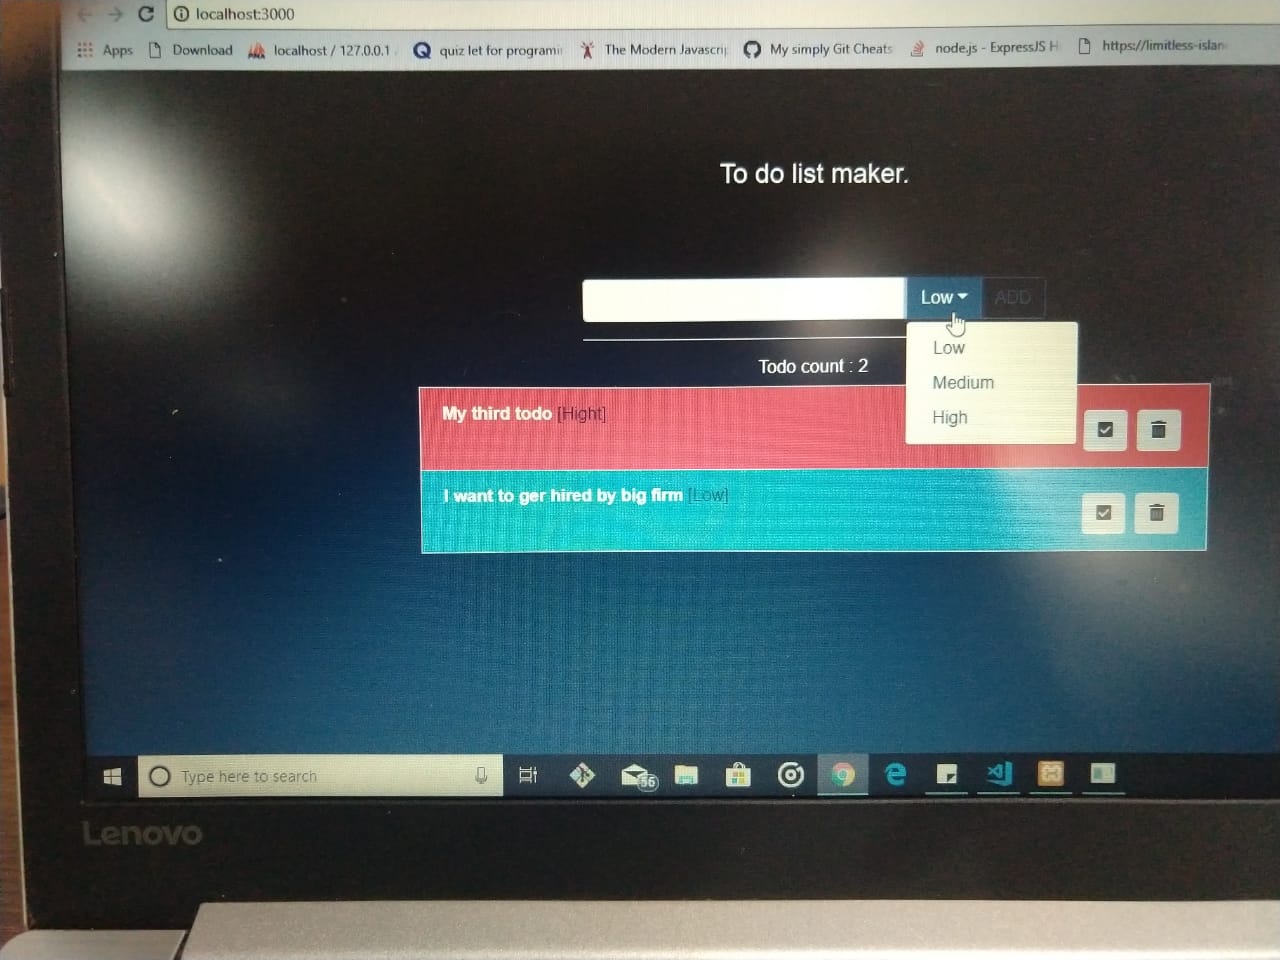 localhost:3000
Apps Download localhost / 127.0.0.1 quiz let for programi The Modern Javascri My simply Git Cheats node.js - ExpressJS H https://limitless-islan
To do list maker.
Low ADD
Low
Todo count : 2
Medium
My third todo [Hight]
High
I want to ger hired by big firm [Low]
Type here to search
56
Lenovo